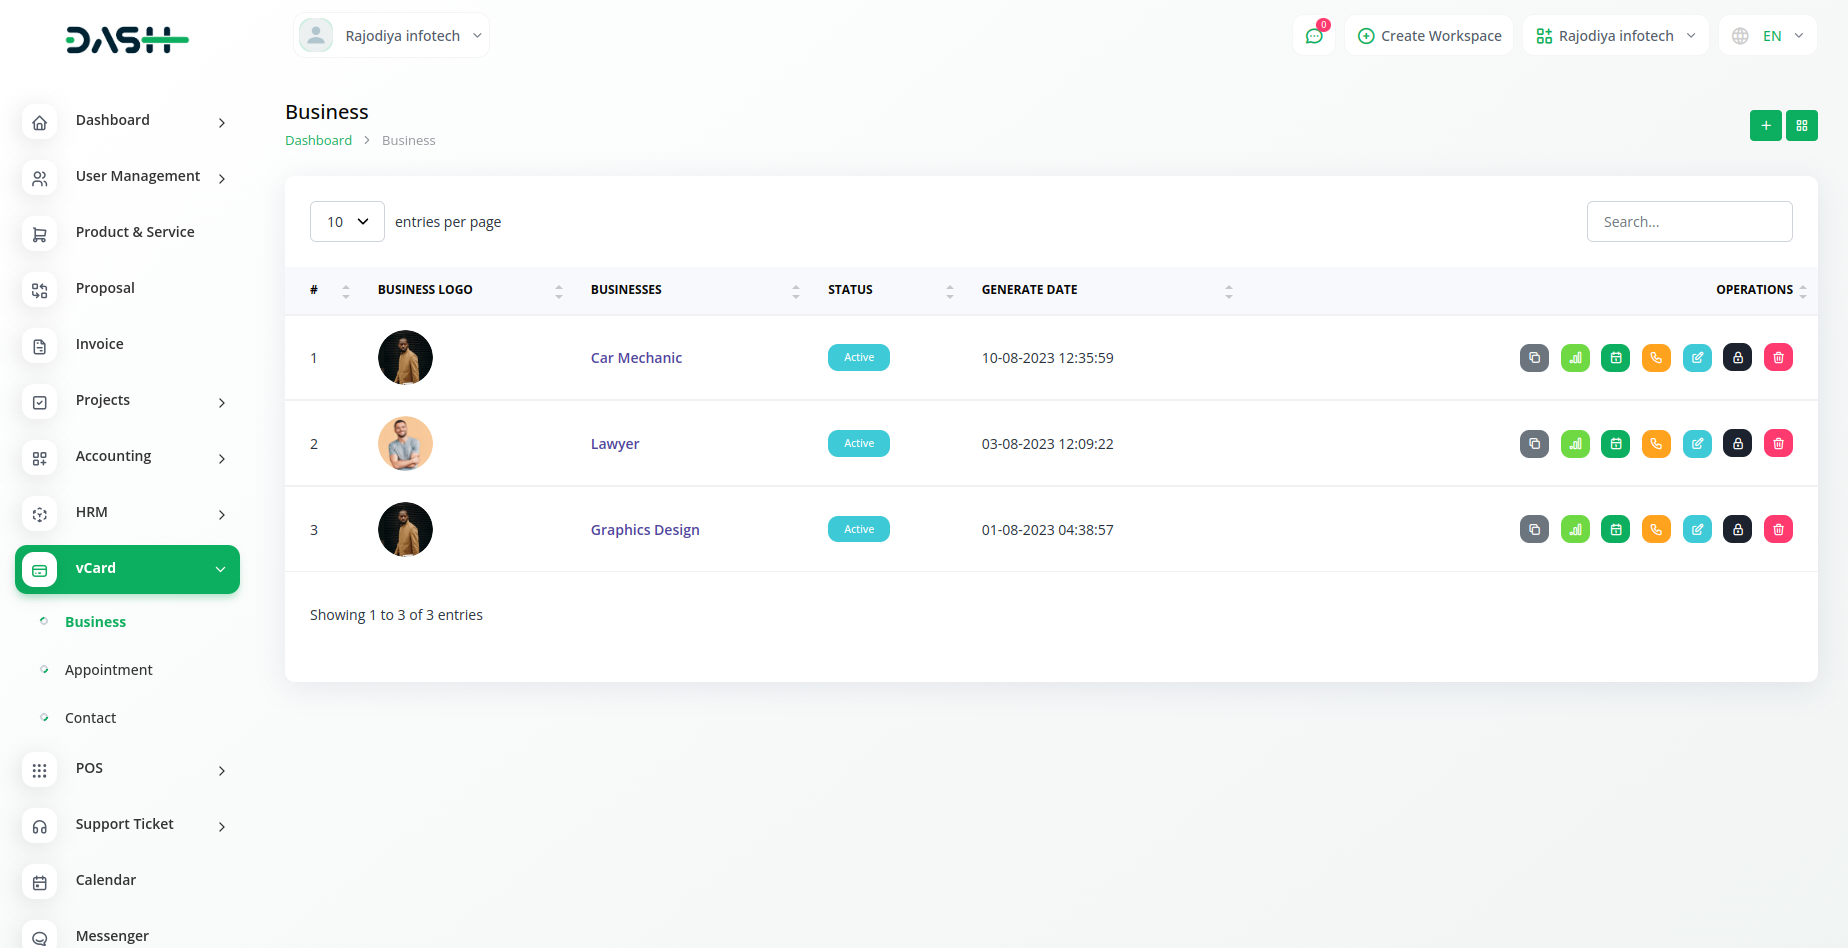 DASH
Rajodiya infotech
0
Create Workspace
Rajodiya infotech
EN
Dashboard
User Management
Product & Service
Proposal
Invoice
Projects
Accounting
HRM
vCard
Business
Appointment
Contact
POS
Support Ticket
Calendar
Messenger
Business
Dashboard > Business
10 entries per page
Search...
# BUSINESS LOGO BUSINESSES STATUS GENERATE DATE OPERATIONS
1 Car Mechanic Active 10-08-2023 12:35:59
2 Lawyer Active 03-08-2023 12:09:22
3 Graphics Design Active 01-08-2023 04:38:57
Showing 1 to 3 of 3 entries